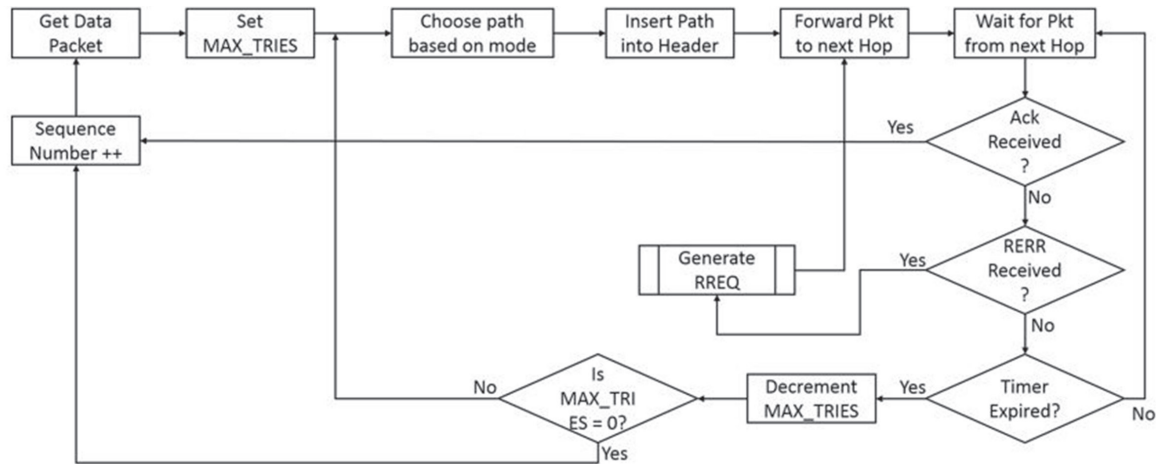 Get Data
Packet
Set
MAX_TRIES
Choose path
based on mode
Insert Path
into Header
Forward Pkt
to next Hop
Wait for Pkt
from next Hop
Sequence
Number ++
Yes
Ack
Received
?
No
Generate
RREQ
Yes
RERR
Received
?
No
No
Is
MAX_TRI
ES = 0?
Yes
Decrement
MAX_TRIES
Yes
Timer
Expired?
No